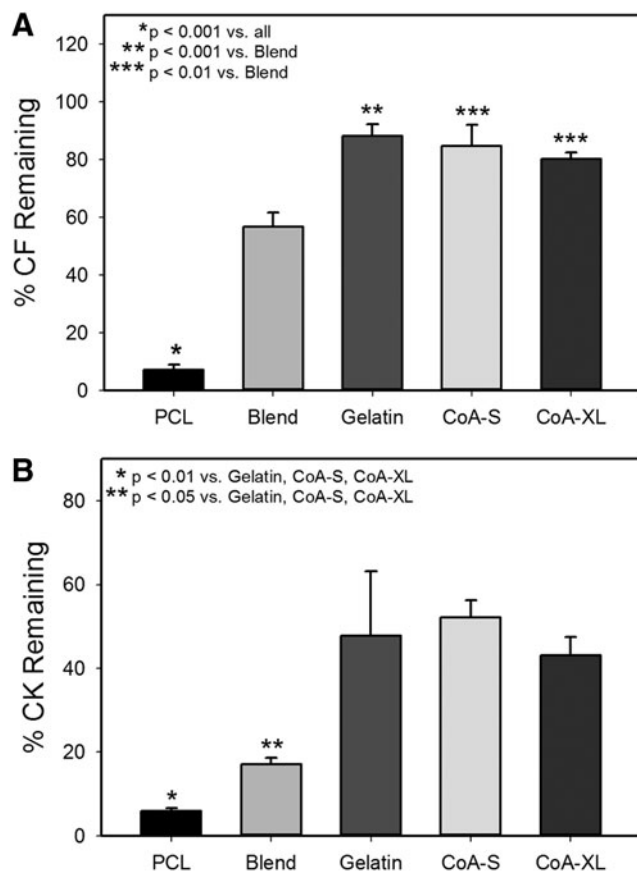 A
* p < 0.001 vs. all
** p < 0.001 vs. Blend
*** p < 0.01 vs. Blend
120
100
80
60
40
20
0
% CF Remaining
*
**
***
***
PCL Blend Gelatin CoA-S CoA-XL
B
* p < 0.01 vs. Gelatin, CoA-S, CoA-XL
** p < 0.05 vs. Gelatin, CoA-S, CoA-XL
80
60
40
20
0
% CK Remaining
*
**
PCL Blend Gelatin CoA-S CoA-XL